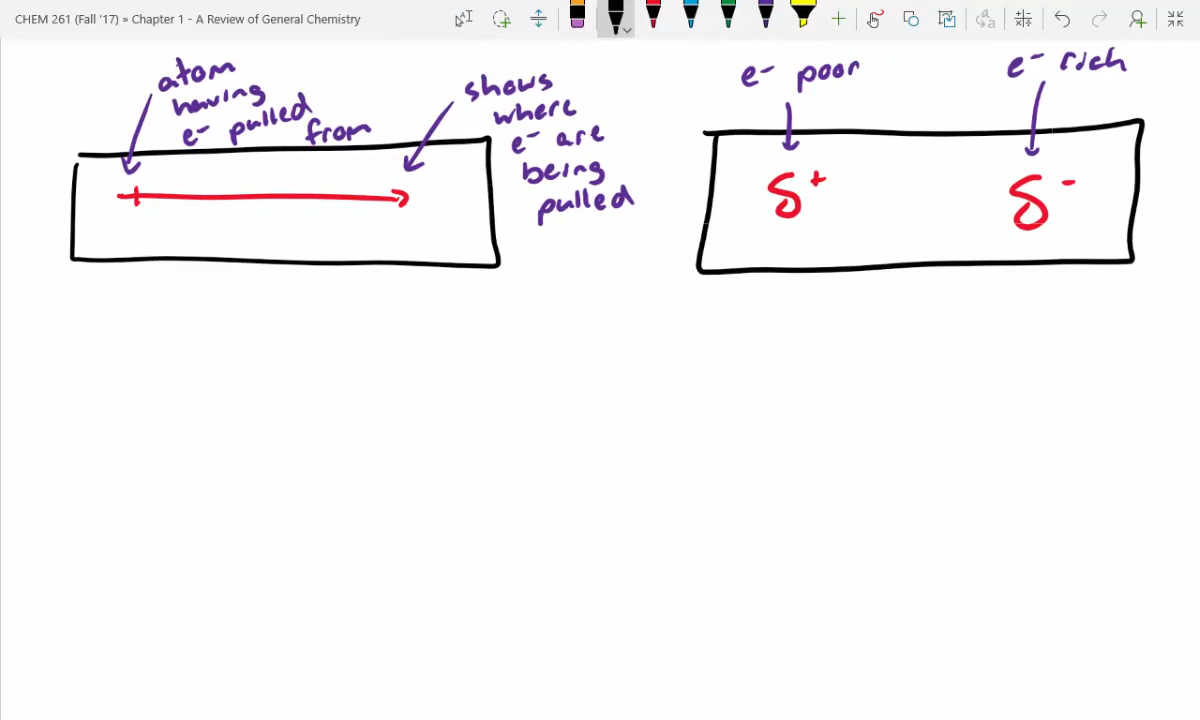 CHEM 261 (Fall '17) » Chapter 1 - A Review of General Chemistry
atom
having
e- pulled
from
shows
where
e- are
being
pulled
e- poor
e- rich
δ+
δ-